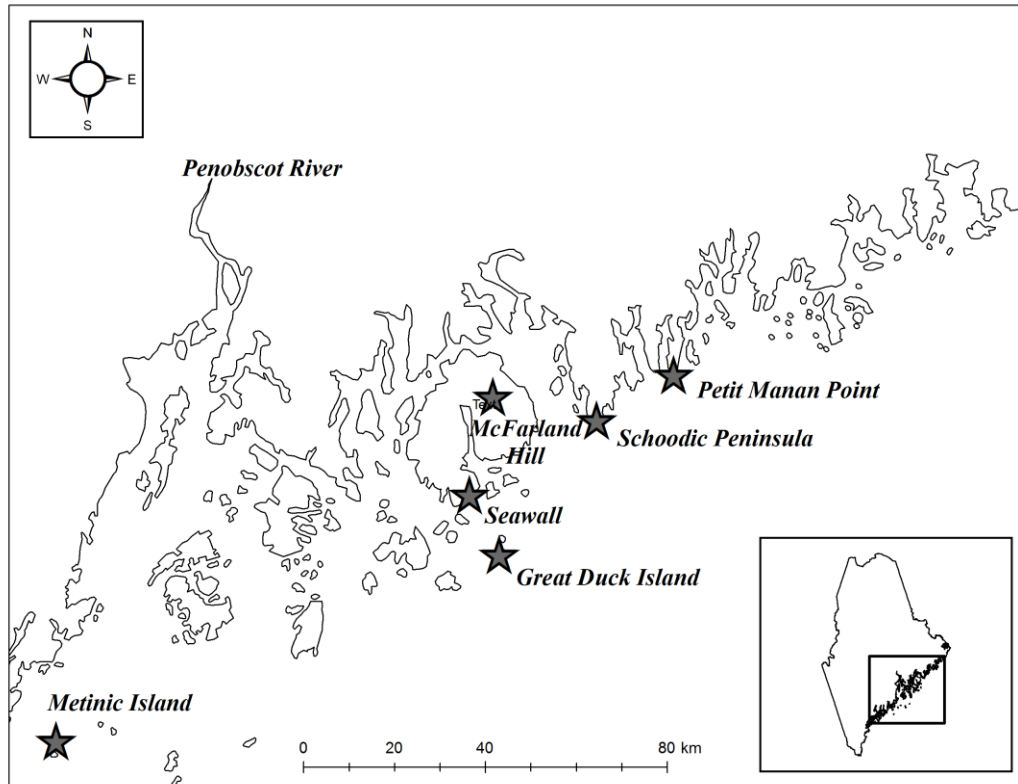 N
W E
S
Penobscot River
Petit Manan Point
McFarland
Hill
Schoodic Peninsula
Seawall
Great Duck Island
Metinic Island
0 40 80 km